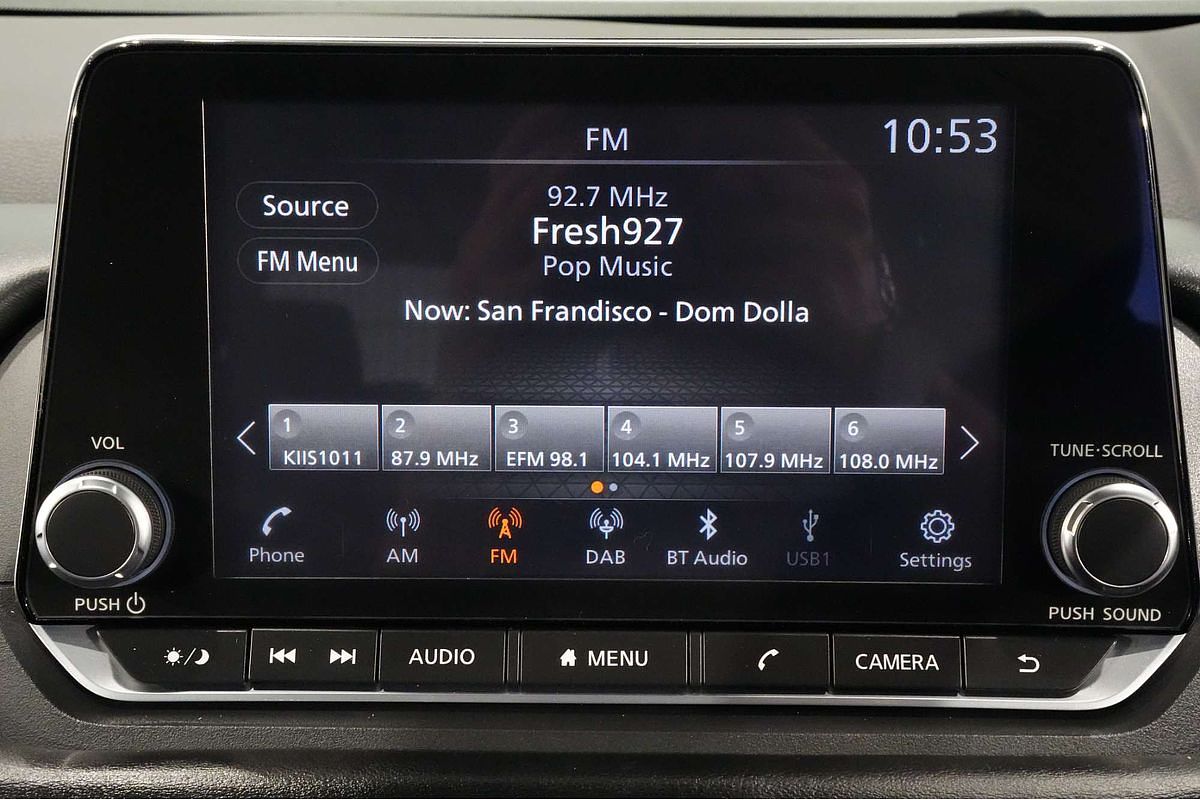 FM
10:53
Source
92.7 MHz
Fresh927
FM Menu
Pop Music
Now: San Frandisco - Dom Dolla
1
2
3
4
5
6
KIIS1011
87.9 MHz
EFM 98.1
104.1 MHz
107.9 MHz
108.0 MHz
VOL
TUNE·SCROLL
Phone
AM
FM
DAB
BT Audio
USB1
Settings
PUSH
PUSH SOUND
AUDIO
MENU
CAMERA